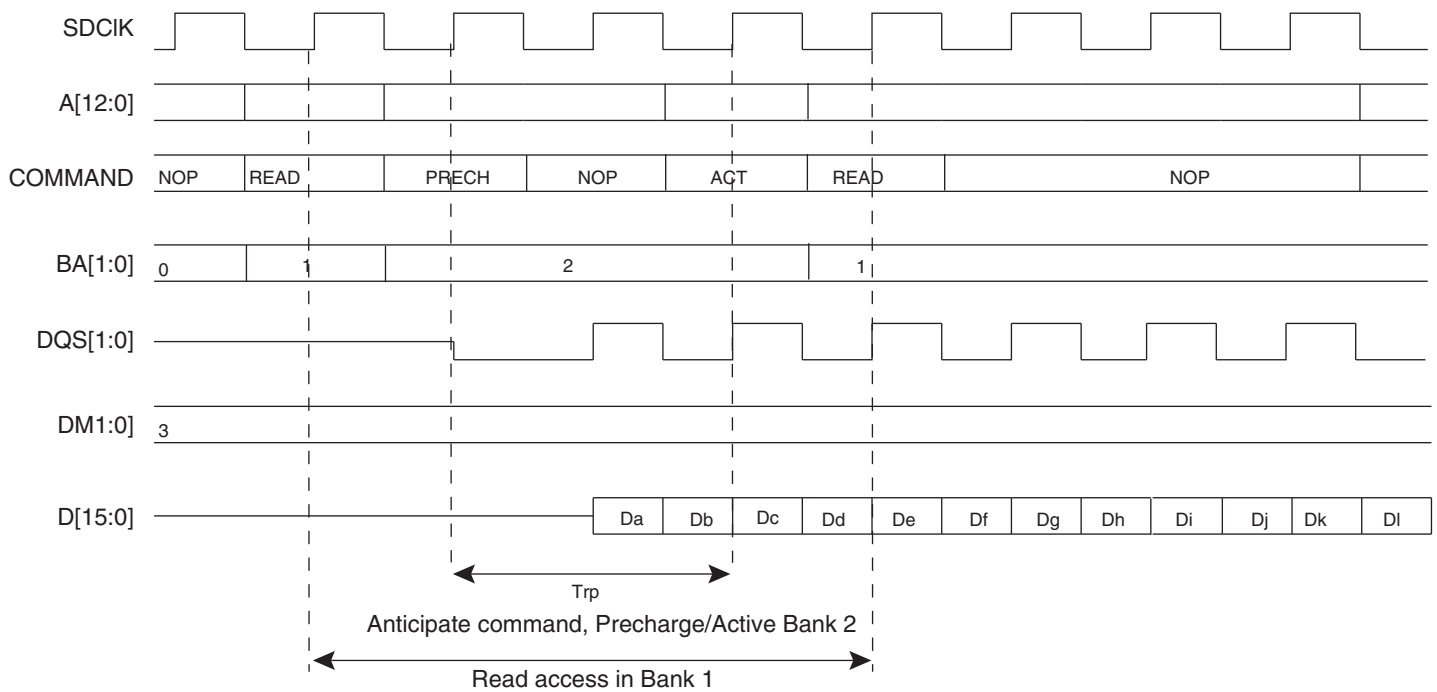 SDClK
A[12:0]
COMMAND NOP READ PRECH NOP ACT READ NOP
BA[1:0] 0 1 2 1
DQS[1:0]
DM1:0] 3
D[15:0] Da Db Dc Dd De Df Dg Dh Di Dj Dk Dl
Trp
Anticipate command, Precharge/Active Bank 2
Read access in Bank 1